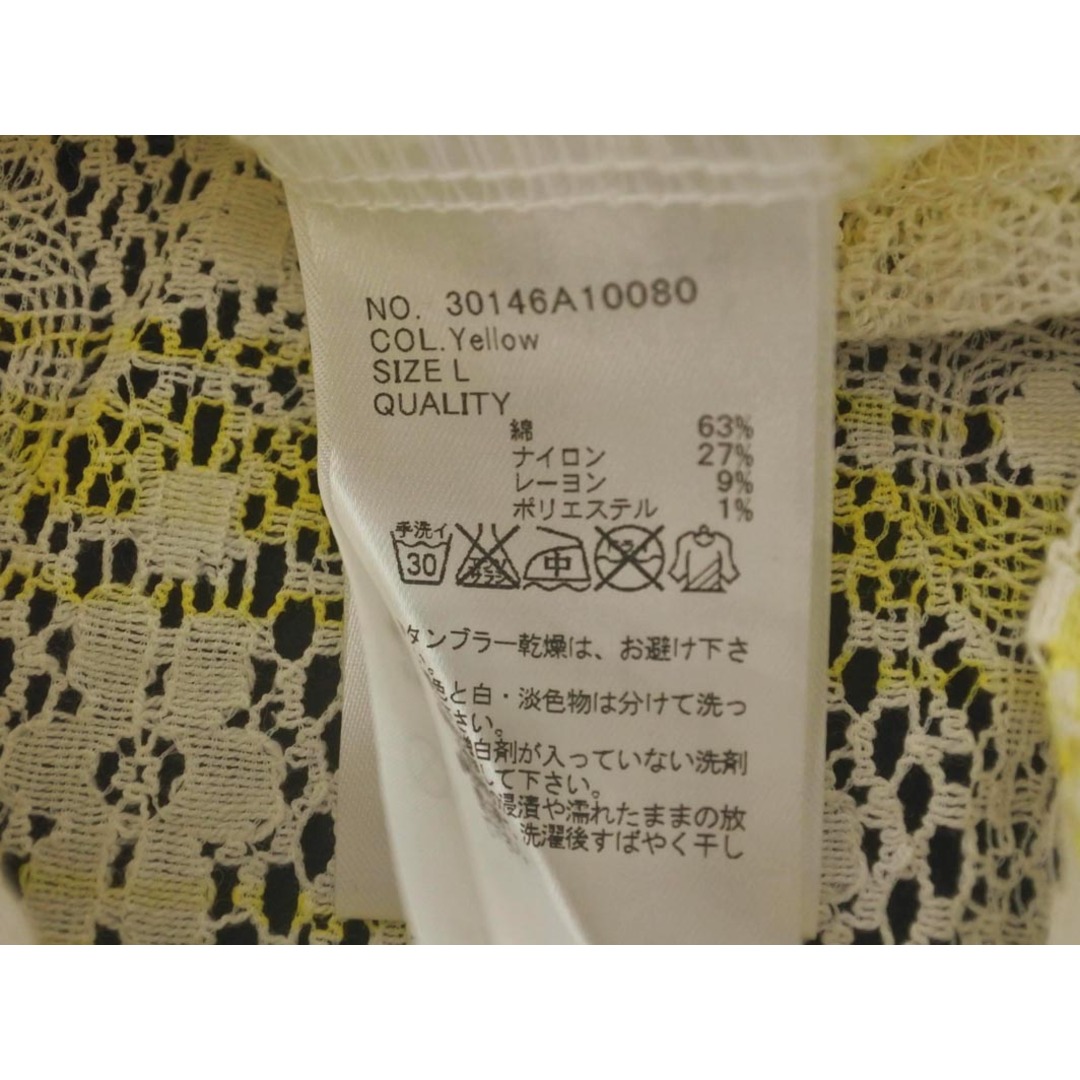 NO. 30146A10080
COL.Yellow
SIZE L
QUALITY
綿 63%
ナイロン 27%
レーヨン 9%
ポリエステル 1%
手洗イ
30 中
タンブラー乾燥は、お避け下さ
色と白・淡色物は分けて洗っ
さい。
白剤が入っていない洗剤
して下さい。
浸漬や濡れたままの放
洗濯後すばやく干し